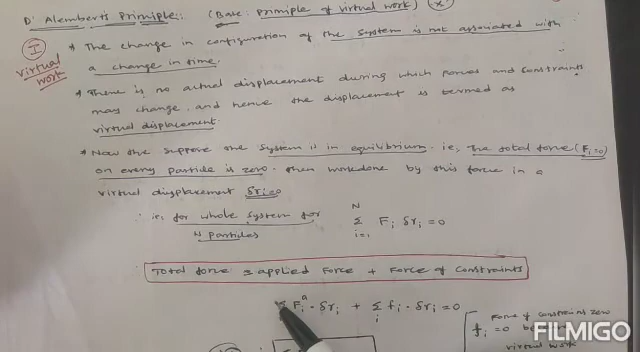 D'Alembert's Principle: (Base: Principle of virtual work) (X)
I
virtual work
* The change in configuration of the system is not associated with
a change in time.
* There is no actual displacement during which forces and constraints
may change, and hence the displacement is termed as
virtual displacement.
* Now the suppose the system is in equilibrium. ie, The total force (Fi=0)
on every particle is zero. then workdone by this force in a
virtual displacement δri=0
∴ ie, for whole system for
N particles
N Σ i=1 Fi δri = 0
Total force = applied Force + Force of Constraints
Σ i Fi^a . δri + Σ i fi . δri = 0
Force of constrains zero
fi = 0
virtual work
FILMIGO